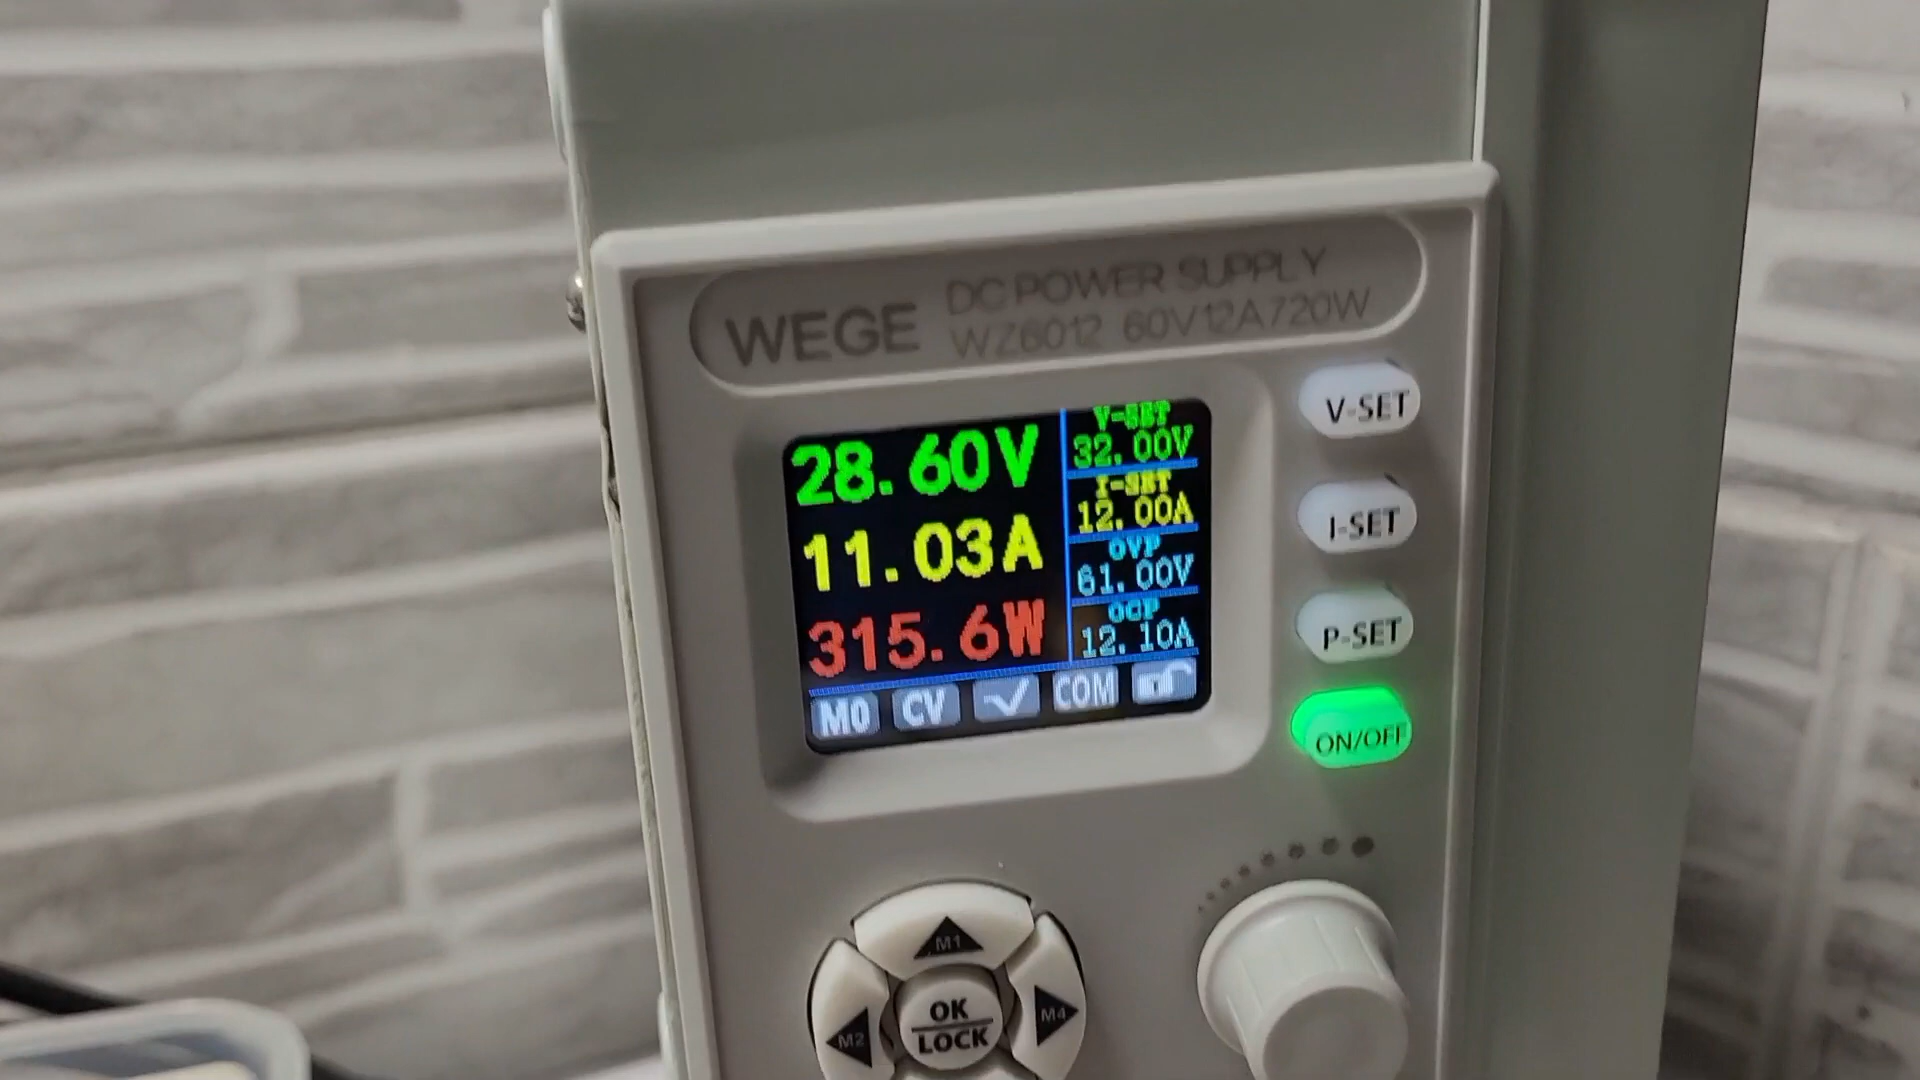 WEGE
DC POWER SUPPLY
WZ6012 60V12A720W
28.60V
11.03A
315.6W
V-SET
32.00V
I-SET
12.00A
OVP
61.00V
OCP
12.10A
M0 CV COM
V-SET
I-SET
P-SET
ON/OFF
M1
M2
OK
LOCK
M4